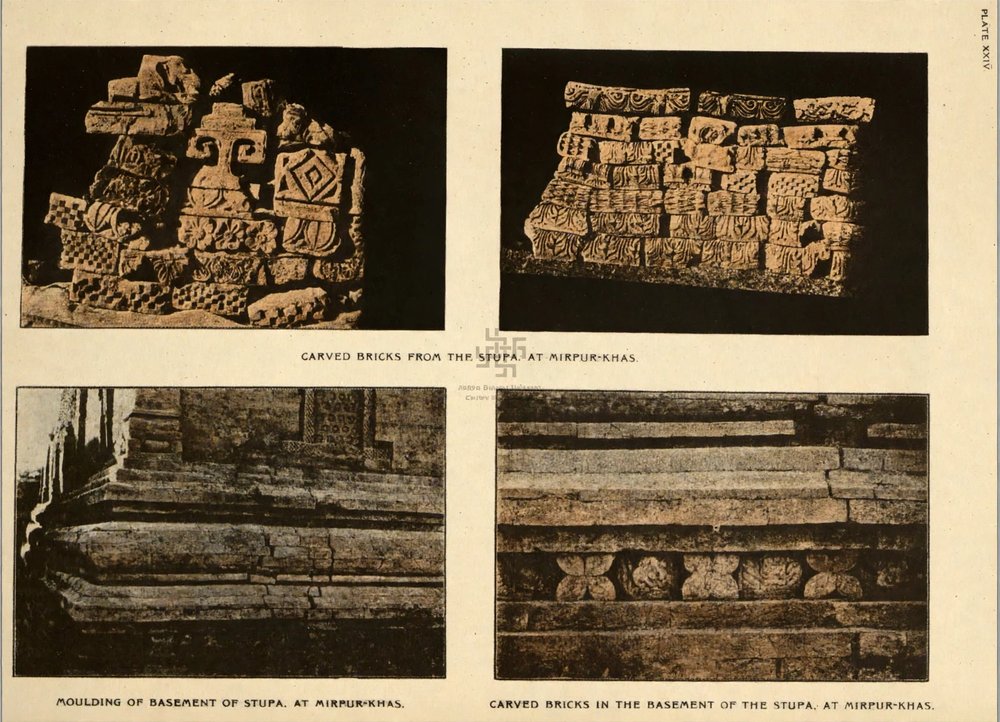 PLATE XXIV
CARVED BRICKS FROM THE STUPA. AT MIRPUR-KHAS.
MOULDING OF BASEMENT OF STUPA. AT MIRPUR-KHAS.
CARVED BRICKS IN THE BASEMENT OF THE STUPA. AT MIRPUR-KHAS.